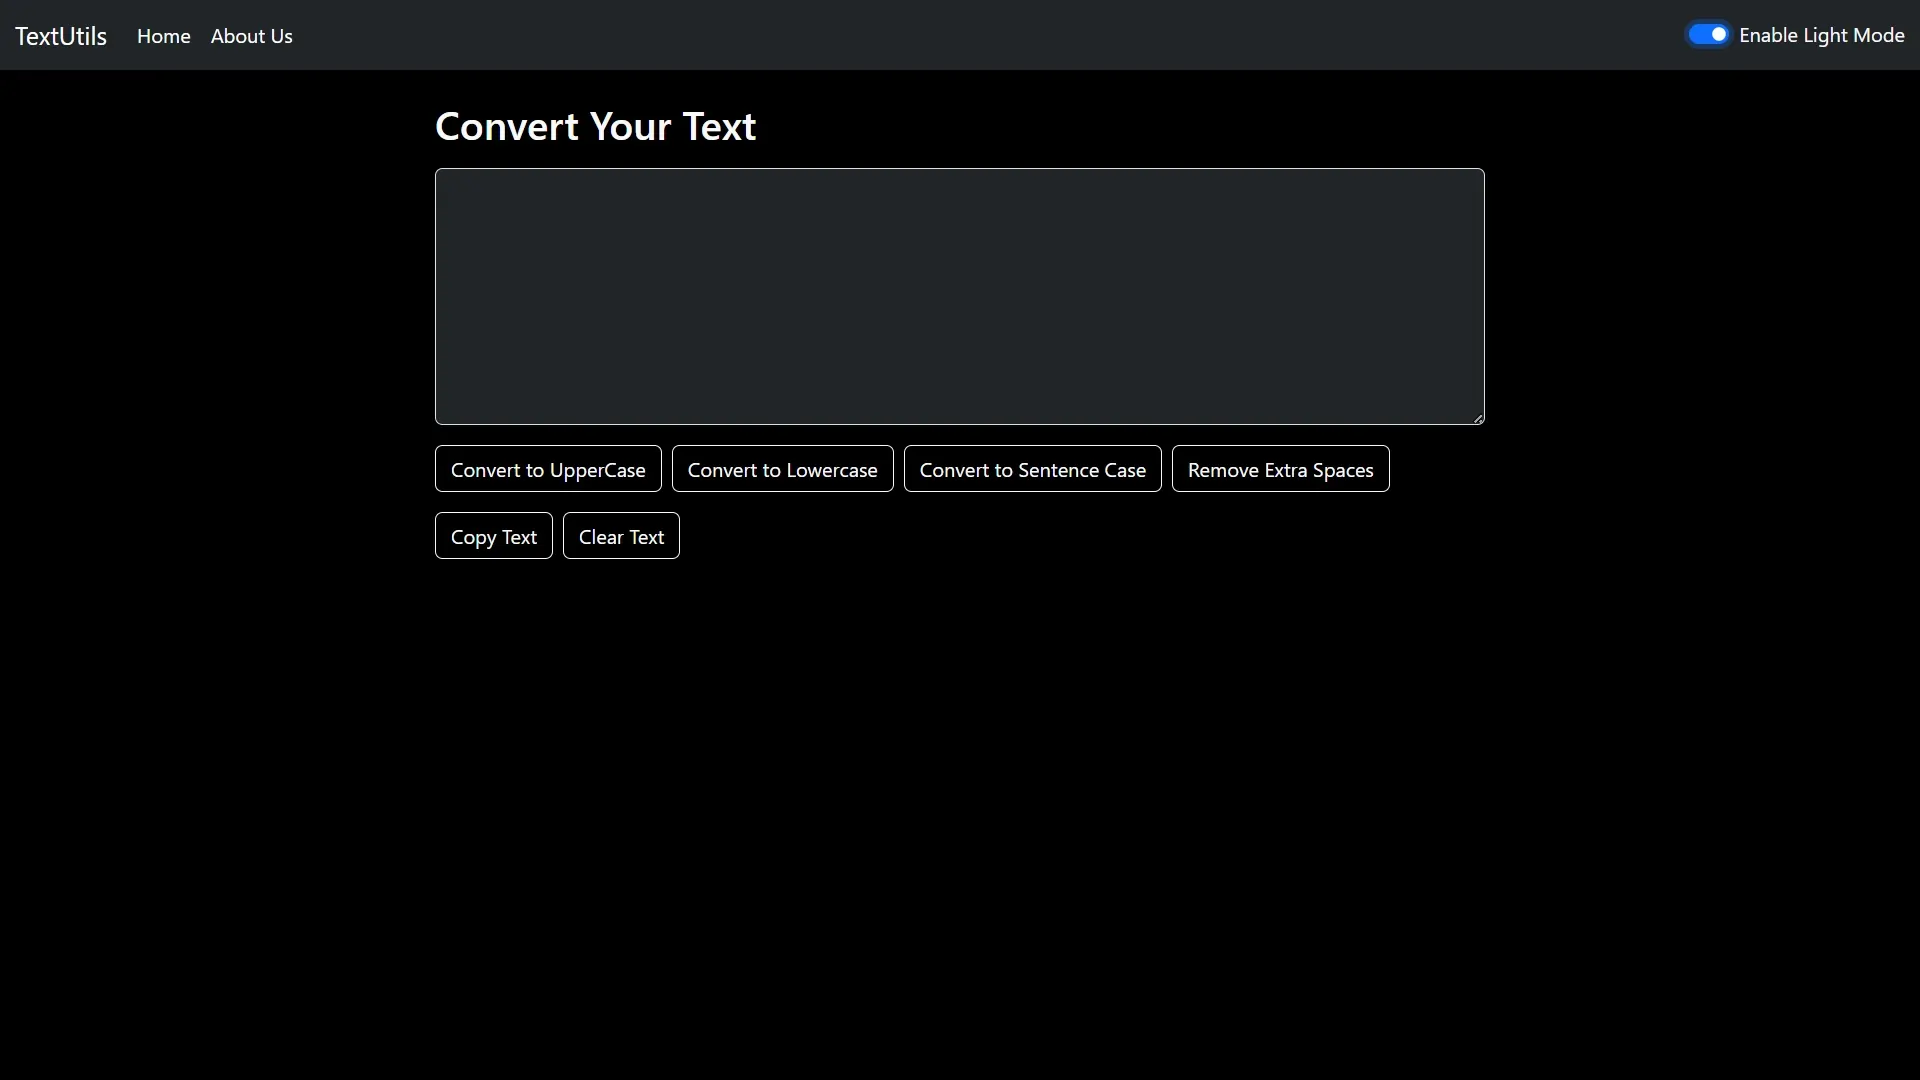 TextUtils Home About Us Enable Light Mode
Convert Your Text
Convert to UpperCase Convert to Lowercase Convert to Sentence Case Remove Extra Spaces
Copy Text Clear Text